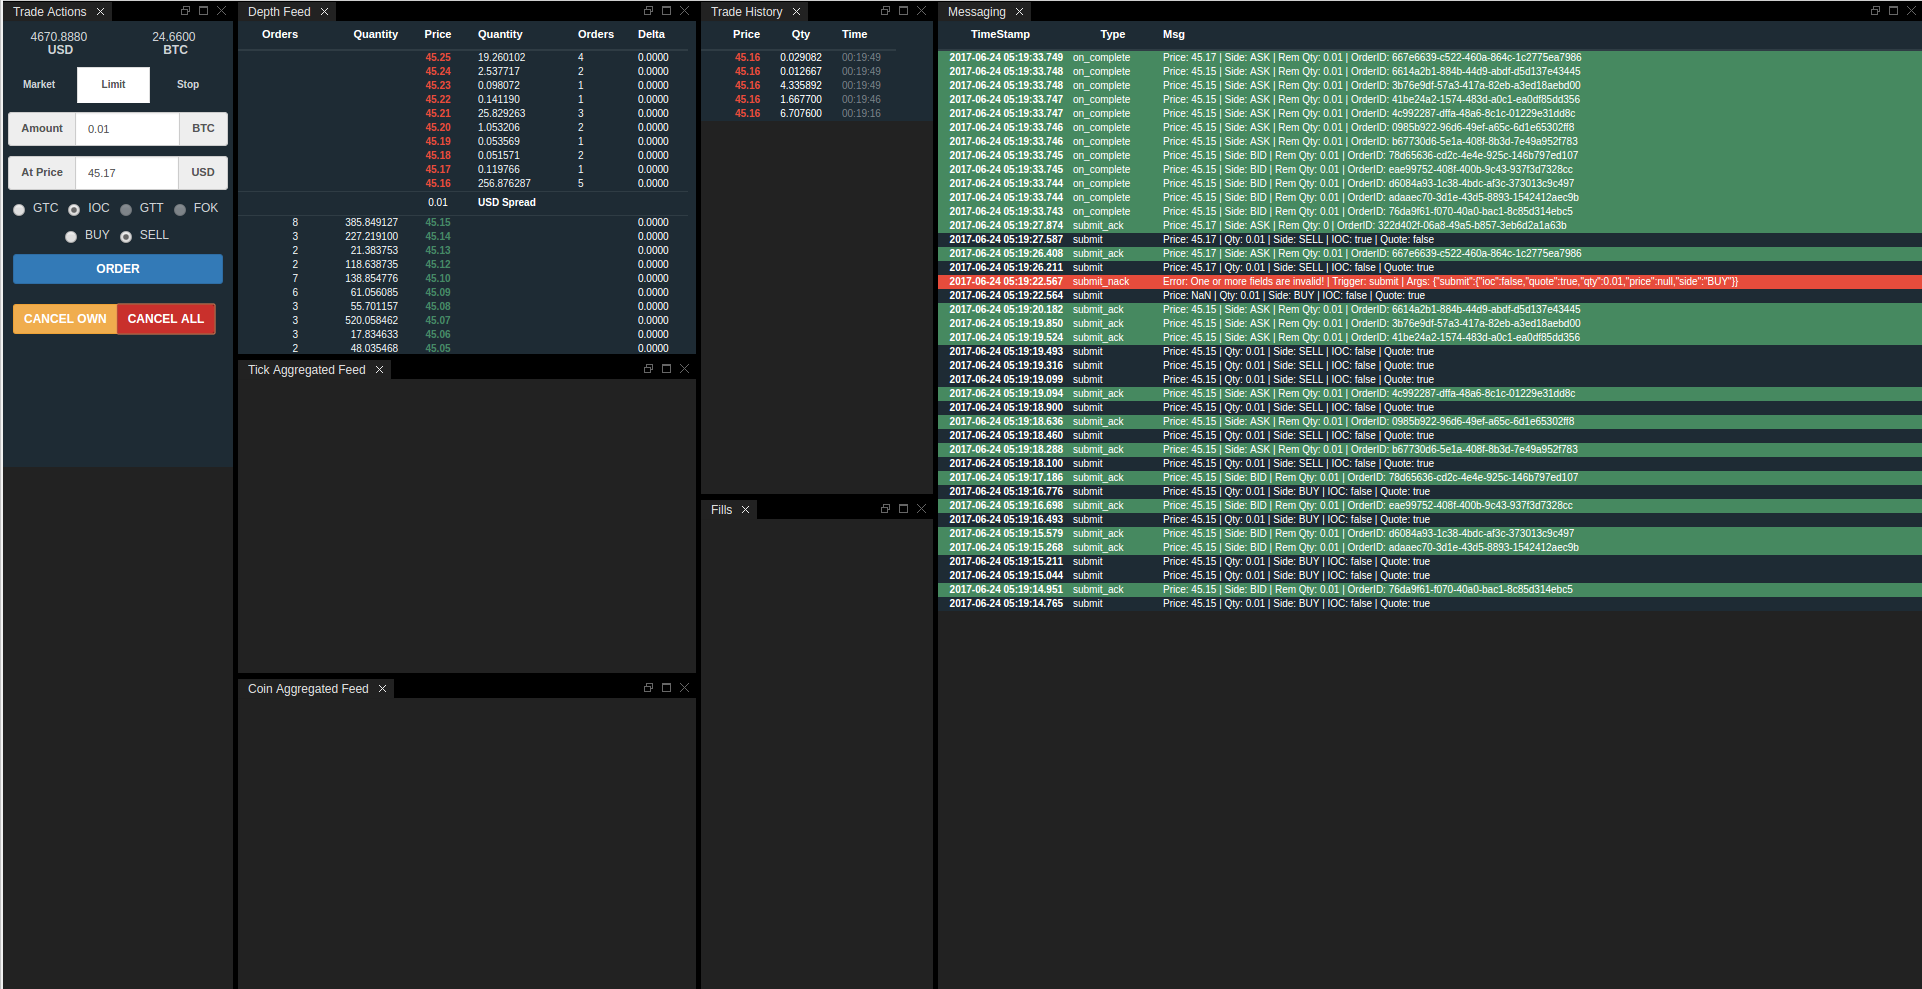 Trade Actions
4670.8880 24.6600
USD BTC
Market Limit Stop
Amount 0.01 BTC
At Price 45.17 USD
GTC IOC GTT FOK
BUY SELL
ORDER
CANCEL OWN CANCEL ALL
Depth Feed
Orders Quantity Price Quantity Orders Delta
45.25 19.260102 4 0.0000
45.24 2.537717 2 0.0000
45.23 0.098072 1 0.0000
45.22 0.141190 1 0.0000
45.21 25.829263 3 0.0000
45.20 1.053206 2 0.0000
45.19 0.053569 1 0.0000
45.18 0.051571 2 0.0000
45.17 0.119766 1 0.0000
45.16 256.876287 5 0.0000
0.01 USD Spread
8 385.849127 45.15 0.0000
3 227.219100 45.14 0.0000
2 21.383753 45.13 0.0000
2 118.638735 45.12 0.0000
7 138.854776 45.10 0.0000
6 61.056085 45.09 0.0000
3 55.701157 45.08 0.0000
3 520.058462 45.07 0.0000
3 17.834633 45.06 0.0000
2 48.035468 45.05 0.0000
Tick Aggregated Feed
Coin Aggregated Feed
Trade History
Price Qty Time
45.16 0.029082 00:19:49
45.16 0.012667 00:19:49
45.16 4.335892 00:19:49
45.16 1.667700 00:19:46
45.16 6.707600 00:19:16
Fills
Messaging
TimeStamp Type Msg
2017-06-24 05:19:33.749 on_complete Price: 45.17 | Side: ASK | Rem Qty: 0.01 | OrderID: 667e6639-c522-460a-864c-1c2775ea7986
2017-06-24 05:19:33.748 on_complete Price: 45.15 | Side: ASK | Rem Qty: 0.01 | OrderID: 6614a2b1-884b-44d9-abdf-d5d137e43445
2017-06-24 05:19:33.748 on_complete Price: 45.15 | Side: ASK | Rem Qty: 0.01 | OrderID: 3b76e9df-57a3-417a-82eb-a3ed18aebd00
2017-06-24 05:19:33.747 on_complete Price: 45.15 | Side: ASK | Rem Qty: 0.01 | OrderID: 41be24a2-1574-483d-a0c1-ea0df85dd356
2017-06-24 05:19:33.747 on_complete Price: 45.15 | Side: ASK | Rem Qty: 0.01 | OrderID: 4c992287-dffa-48a6-8c1c-01229e31dd8c
2017-06-24 05:19:33.746 on_complete Price: 45.15 | Side: ASK | Rem Qty: 0.01 | OrderID: 0985b922-96d6-49ef-a65c-6d1e65302ff8
2017-06-24 05:19:33.746 on_complete Price: 45.15 | Side: ASK | Rem Qty: 0.01 | OrderID: b67730d6-5e1a-408f-8b3d-7e49a952f783
2017-06-24 05:19:33.745 on_complete Price: 45.15 | Side: BID | Rem Qty: 0.01 | OrderID: 78d65636-cd2c-4e4e-925c-146b797ed107
2017-06-24 05:19:33.745 on_complete Price: 45.15 | Side: BID | Rem Qty: 0.01 | OrderID: eae99752-408f-400b-9c43-937f3d7328cc
2017-06-24 05:19:33.744 on_complete Price: 45.15 | Side: BID | Rem Qty: 0.01 | OrderID: d6084a93-1c38-4bdc-af3c-373013c9c497
2017-06-24 05:19:33.744 on_complete Price: 45.15 | Side: BID | Rem Qty: 0.01 | OrderID: adaaec70-3d1e-43d5-8893-1542412aec9b
2017-06-24 05:19:33.743 on_complete Price: 45.15 | Side: BID | Rem Qty: 0.01 | OrderID: 76da9f61-f070-40a0-bac1-8c85d314ebc5
2017-06-24 05:19:27.874 submit_ack Price: 45.17 | Side: ASK | Rem Qty: 0 | OrderID: 322d402f-06a8-49a5-b857-3eb6d2a1a63b
2017-06-24 05:19:27.587 submit Price: 45.17 | Qty: 0.01 | Side: SELL | IOC: true | Quote: false
2017-06-24 05:19:26.408 submit_ack Price: 45.17 | Side: ASK | Rem Qty: 0.01 | OrderID: 667e6639-c522-460a-864c-1c2775ea7986
2017-06-24 05:19:26.211 submit Price: 45.17 | Qty: 0.01 | Side: SELL | IOC: false | Quote: true
2017-06-24 05:19:22.567 submit_nack Error: One or more fields are invalid! | Trigger: submit | Args: {"submit":{"ioc":false,"quote":true,"qty":0.01,"price":null,"side":"BUY"}}
2017-06-24 05:19:22.564 submit Price: NaN | Qty: 0.01 | Side: BUY | IOC: false | Quote: true
2017-06-24 05:19:20.182 submit_ack Price: 45.15 | Side: ASK | Rem Qty: 0.01 | OrderID: 6614a2b1-884b-44d9-abdf-d5d137e43445
2017-06-24 05:19:19.850 submit_ack Price: 45.15 | Side: ASK | Rem Qty: 0.01 | OrderID: 3b76e9df-57a3-417a-82eb-a3ed18aebd00
2017-06-24 05:19:19.524 submit_ack Price: 45.15 | Side: ASK | Rem Qty: 0.01 | OrderID: 41be24a2-1574-483d-a0c1-ea0df85dd356
2017-06-24 05:19:19.493 submit Price: 45.15 | Qty: 0.01 | Side: SELL | IOC: false | Quote: true
2017-06-24 05:19:19.316 submit Price: 45.15 | Qty: 0.01 | Side: SELL | IOC: false | Quote: true
2017-06-24 05:19:19.099 submit Price: 45.15 | Qty: 0.01 | Side: SELL | IOC: false | Quote: true
2017-06-24 05:19:19.094 submit_ack Price: 45.15 | Side: ASK | Rem Qty: 0.01 | OrderID: 4c992287-dffa-48a6-8c1c-01229e31dd8c
2017-06-24 05:19:18.900 submit Price: 45.15 | Qty: 0.01 | Side: SELL | IOC: false | Quote: true
2017-06-24 05:19:18.636 submit_ack Price: 45.15 | Side: ASK | Rem Qty: 0.01 | OrderID: 0985b922-96d6-49ef-a65c-6d1e65302ff8
2017-06-24 05:19:18.460 submit Price: 45.15 | Qty: 0.01 | Side: SELL | IOC: false | Quote: true
2017-06-24 05:19:18.288 submit_ack Price: 45.15 | Side: ASK | Rem Qty: 0.01 | OrderID: b67730d6-5e1a-408f-8b3d-7e49a952f783
2017-06-24 05:19:18.100 submit Price: 45.15 | Qty: 0.01 | Side: SELL | IOC: false | Quote: true
2017-06-24 05:19:17.186 submit_ack Price: 45.15 | Side: BID | Rem Qty: 0.01 | OrderID: 78d65636-cd2c-4e4e-925c-146b797ed107
2017-06-24 05:19:16.776 submit Price: 45.15 | Qty: 0.01 | Side: BUY | IOC: false | Quote: true
2017-06-24 05:19:16.698 submit_ack Price: 45.15 | Side: BID | Rem Qty: 0.01 | OrderID: eae99752-408f-400b-9c43-937f3d7328cc
2017-06-24 05:19:16.493 submit Price: 45.15 | Qty: 0.01 | Side: BUY | IOC: false | Quote: true
2017-06-24 05:19:15.579 submit_ack Price: 45.15 | Side: BID | Rem Qty: 0.01 | OrderID: d6084a93-1c38-4bdc-af3c-373013c9c497
2017-06-24 05:19:15.268 submit_ack Price: 45.15 | Side: BID | Rem Qty: 0.01 | OrderID: adaaec70-3d1e-43d5-8893-1542412aec9b
2017-06-24 05:19:15.211 submit Price: 45.15 | Qty: 0.01 | Side: BUY | IOC: false | Quote: true
2017-06-24 05:19:15.044 submit Price: 45.15 | Qty: 0.01 | Side: BUY | IOC: false | Quote: true
2017-06-24 05:19:14.951 submit_ack Price: 45.15 | Side: BID | Rem Qty: 0.01 | OrderID: 76da9f61-f070-40a0-bac1-8c85d314ebc5
2017-06-24 05:19:14.765 submit Price: 45.15 | Qty: 0.01 | Side: BUY | IOC: false | Quote: true